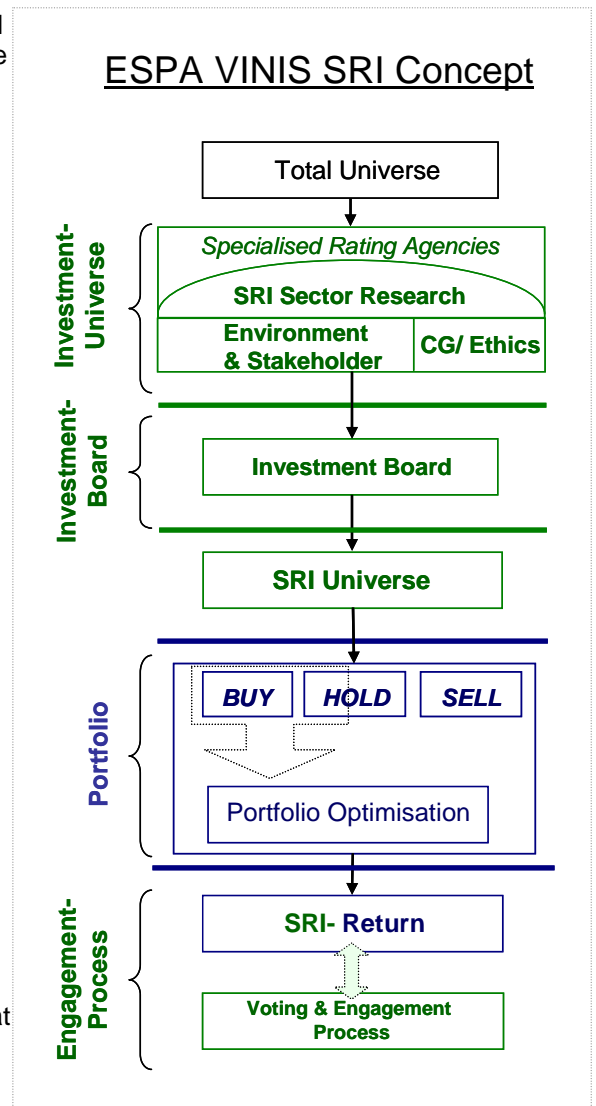 l
e
ESPA VINIS SRI Concept
Total Universe
Investment-
Universe
Specialised Rating Agencies
SRI Sector Research
Environment
& Stakeholder
CG/ Ethics
Investment-
Board
Investment Board
SRI Universe
Portfolio
BUY
HOLD
SELL
Portfolio Optimisation
Engagement-
Process
SRI- Return
Voting & Engagement
Process
at